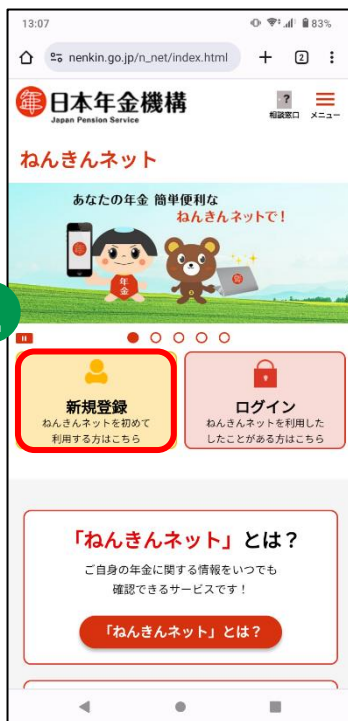 13:07
83%
nenkin.go.jp/n_net/index.html
2
年
日本年金機構
Japan Pension Service
?
相談窓口
メニュー
ねんきんネット
あなたの年金 簡単便利な
ねんきんネットで!
年金
新規登録
ねんきんネットを初めて
利用する方はこちら
ログイン
ねんきんネットを利用した
したことがある方はこちら
「ねんきんネット」とは?
ご自身の年金に関する情報をいつでも
確認できるサービスです!
「ねんきんネット」とは?